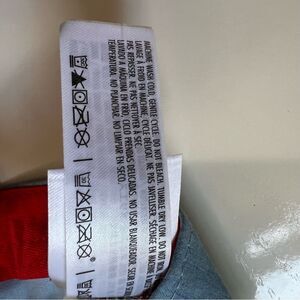 MACHINE WASH COLD. GENTLE CYCLE. DO NOT BLEACH. TUMBLE DRY LOW. DO NOT
LAVAGE À FROID EN MACHINE. CYCLE DÉLICAT. NE PAS JAVELLISER. SÉCHAGE EN MACHINE
PAS REPASSER. NE PAS NETTOYER À SEC.
LAVADO A MÁQUINA EN FRÍO, CICLO PRENDAS DELICADAS. NO USAR BLANQUEADOR.
TEMPERATURA. NO PLANCHAR. NO LIMPIAR EN SECO.